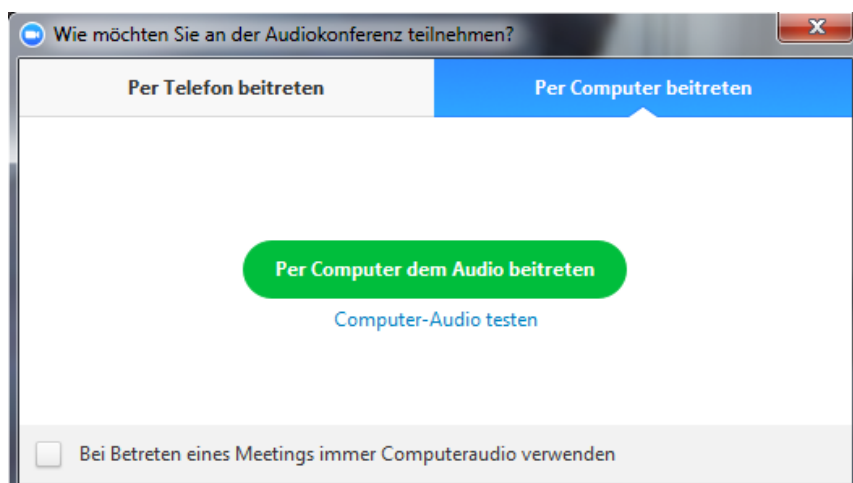 Wie möchten Sie an der Audiokonferenz teilnehmen?
Per Telefon beitreten
Per Computer beitreten
Per Computer dem Audio beitreten
Computer-Audio testen
Bei Betreten eines Meetings immer Computeraudio verwenden